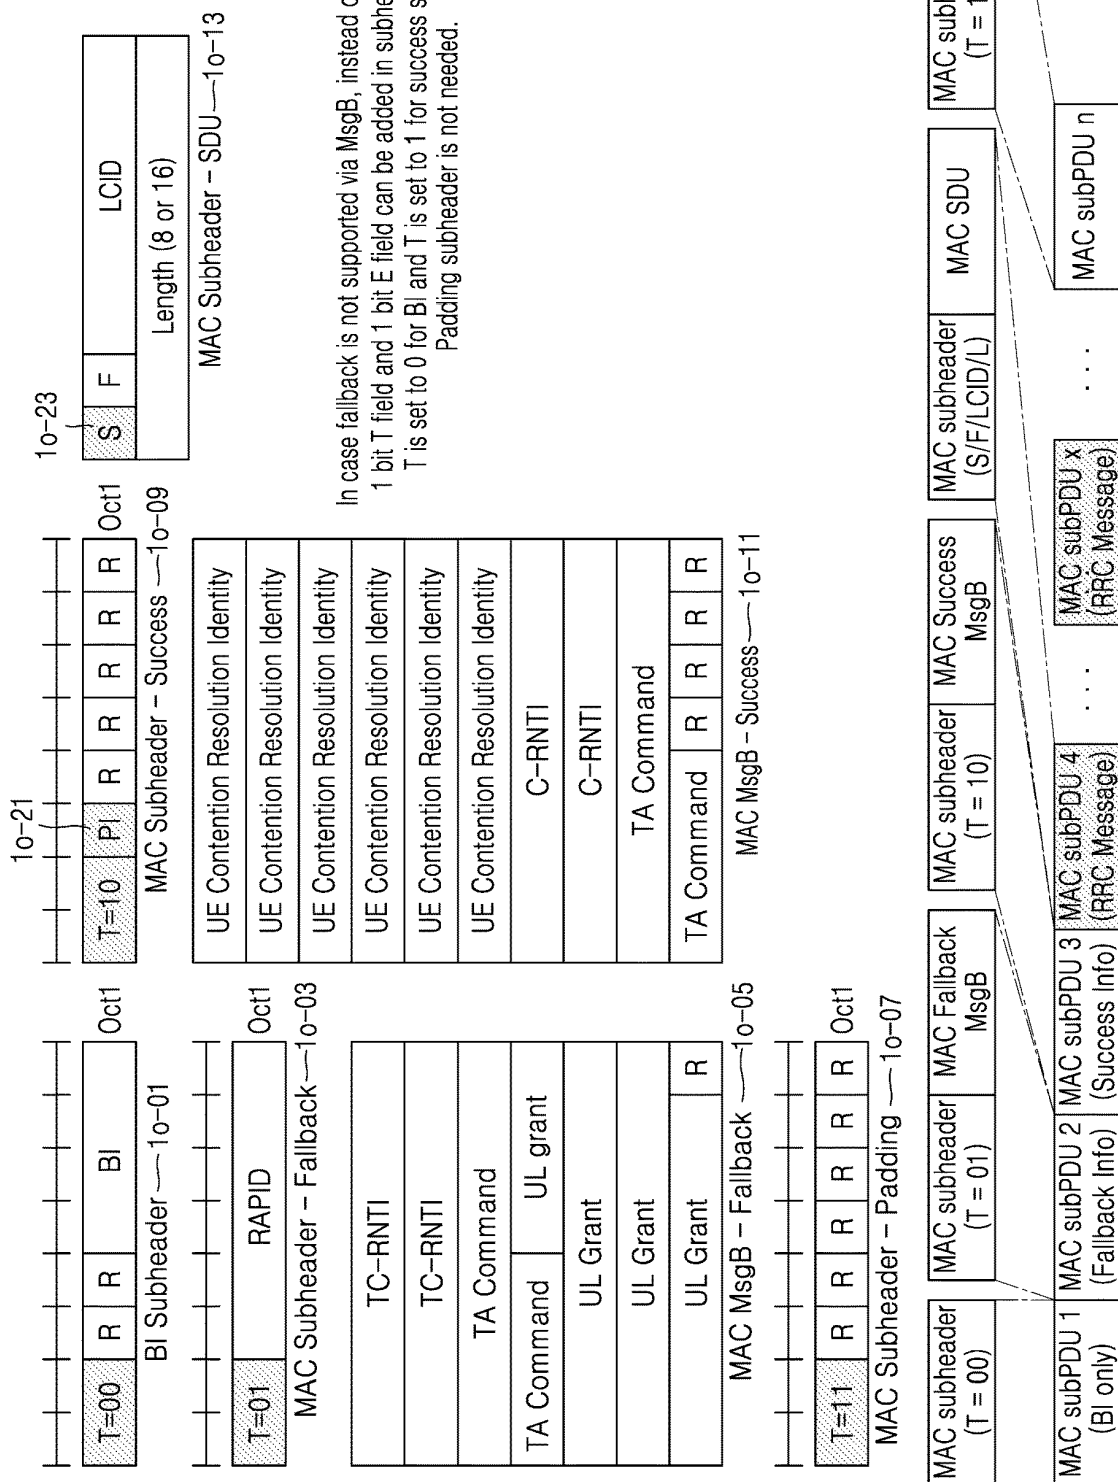 T=00 R R BI Oct1
BI Subheader 1o-01
T=01 RAPID Oct1
MAC Subheader – Fallback 1o-03
TC-RNTI
TC-RNTI
TA Command
TA Command UL grant
UL Grant
UL Grant
UL Grant R
MAC MsgB – Fallback 1o-05
T=11 R R R R R R Oct1
MAC Subheader – Padding 1o-07
1o-21
T=10 PI R R R R R Oct1
MAC Subheader – Success 1o-09
UE Contention Resolution Identity
UE Contention Resolution Identity
UE Contention Resolution Identity
UE Contention Resolution Identity
UE Contention Resolution Identity
UE Contention Resolution Identity
C-RNTI
C-RNTI
TA Command
TA Command R R R R
MAC MsgB – Success 1o-11
1o-23
S F LCID
Length (8 or 16)
MAC Subheader – SDU 1o-13
In case fallback is not supported via MsgB, instead o
1 bit T field and 1 bit E field can be added in subhe
T is set to 0 for BI and T is set to 1 for success s
Padding subheader is not needed.
MAC subheader
(T = 00)
MAC subheader
(T = 01)
MAC Fallback
MsgB
MAC subheader
(T = 10)
MAC Success
MsgB
MAC subheader
(S/F/LCID/L)
MAC SDU
MAC subh
(T = 1
MAC subPDU 1
(BI only)
MAC subPDU 2
(Fallback Info)
MAC subPDU 3
(Success Info)
MAC subPDU 4
(RRC Message)
. . .
MAC subPDU x
(RRC Message)
. . .
MAC subPDU n